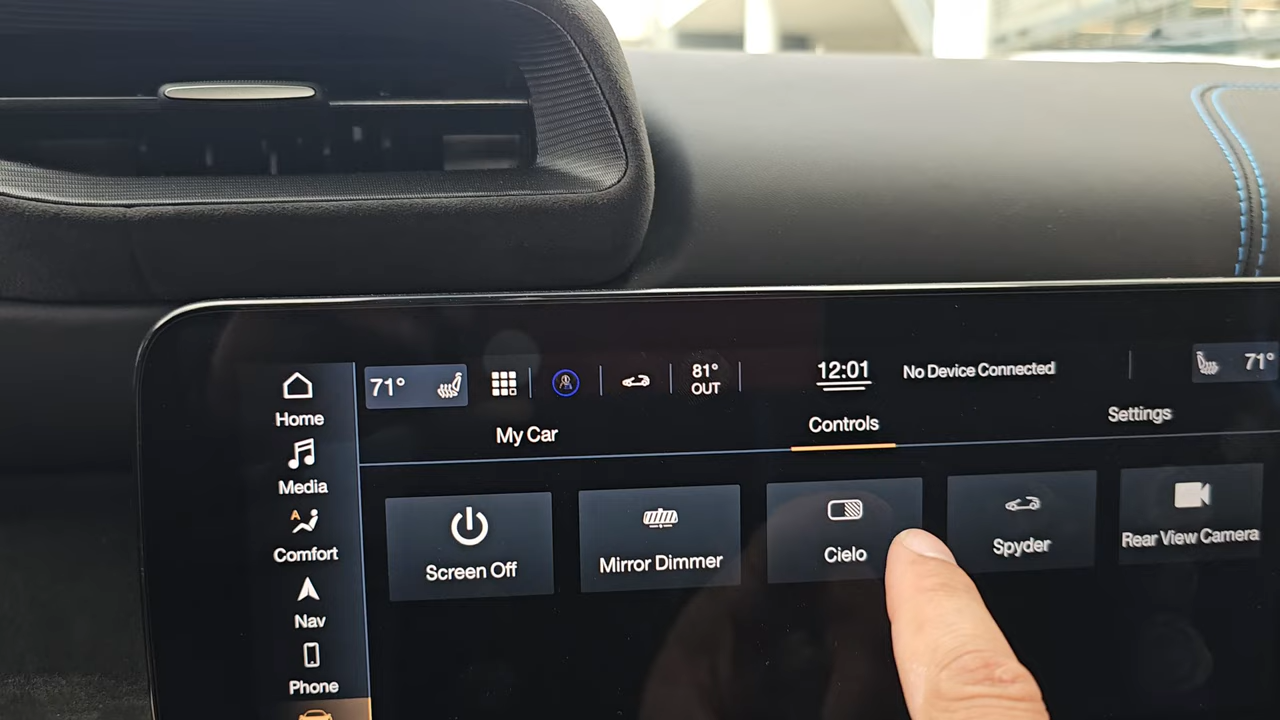 71°
81°
OUT
12:01
No Device Connected
71°
Home
Media
A
Comfort
Nav
Phone
My Car
Controls
Settings
Screen Off
Mirror Dimmer
Cielo
Spyder
Rear View Camera